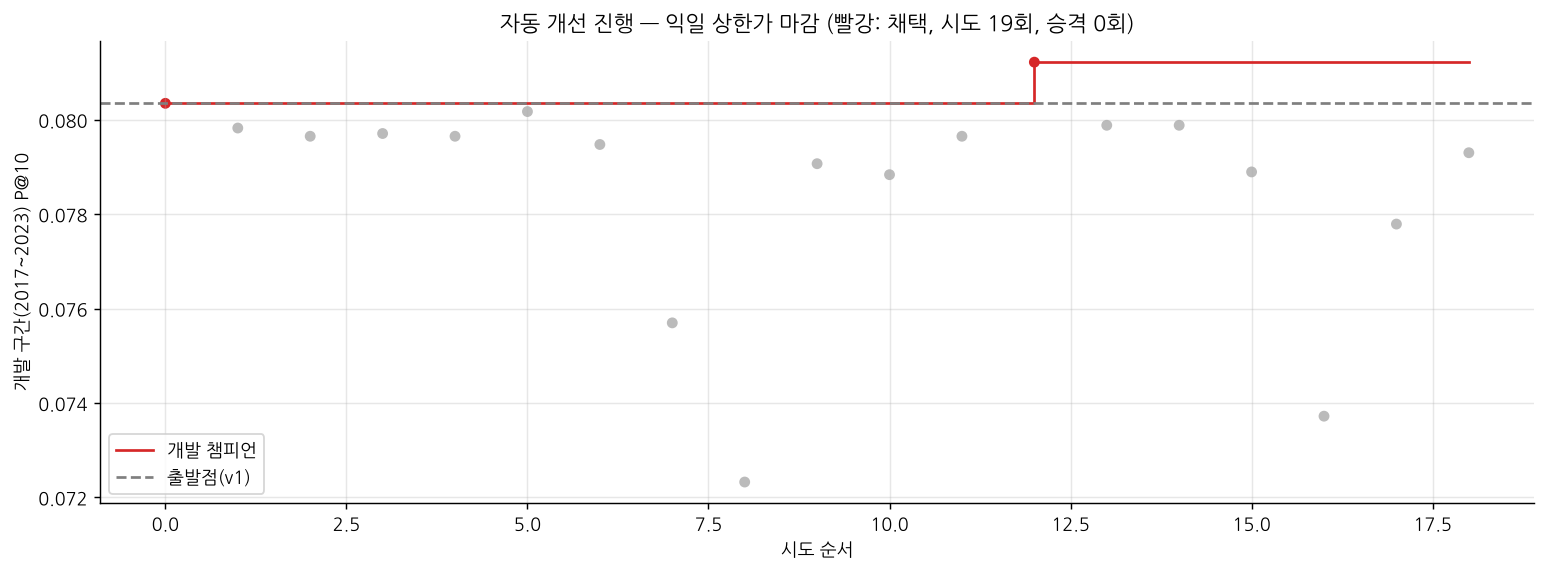 자동 개선 진행 — 익일 상한가 마감 (빨강: 채택, 시도 19회, 승격 0회)
개발 구간(2017~2023) P@10
0.080
0.078
0.076
0.074
0.072
개발 챔피언
출발점(v1)
0.0
2.5
5.0
7.5
10.0
12.5
15.0
17.5
시도 순서